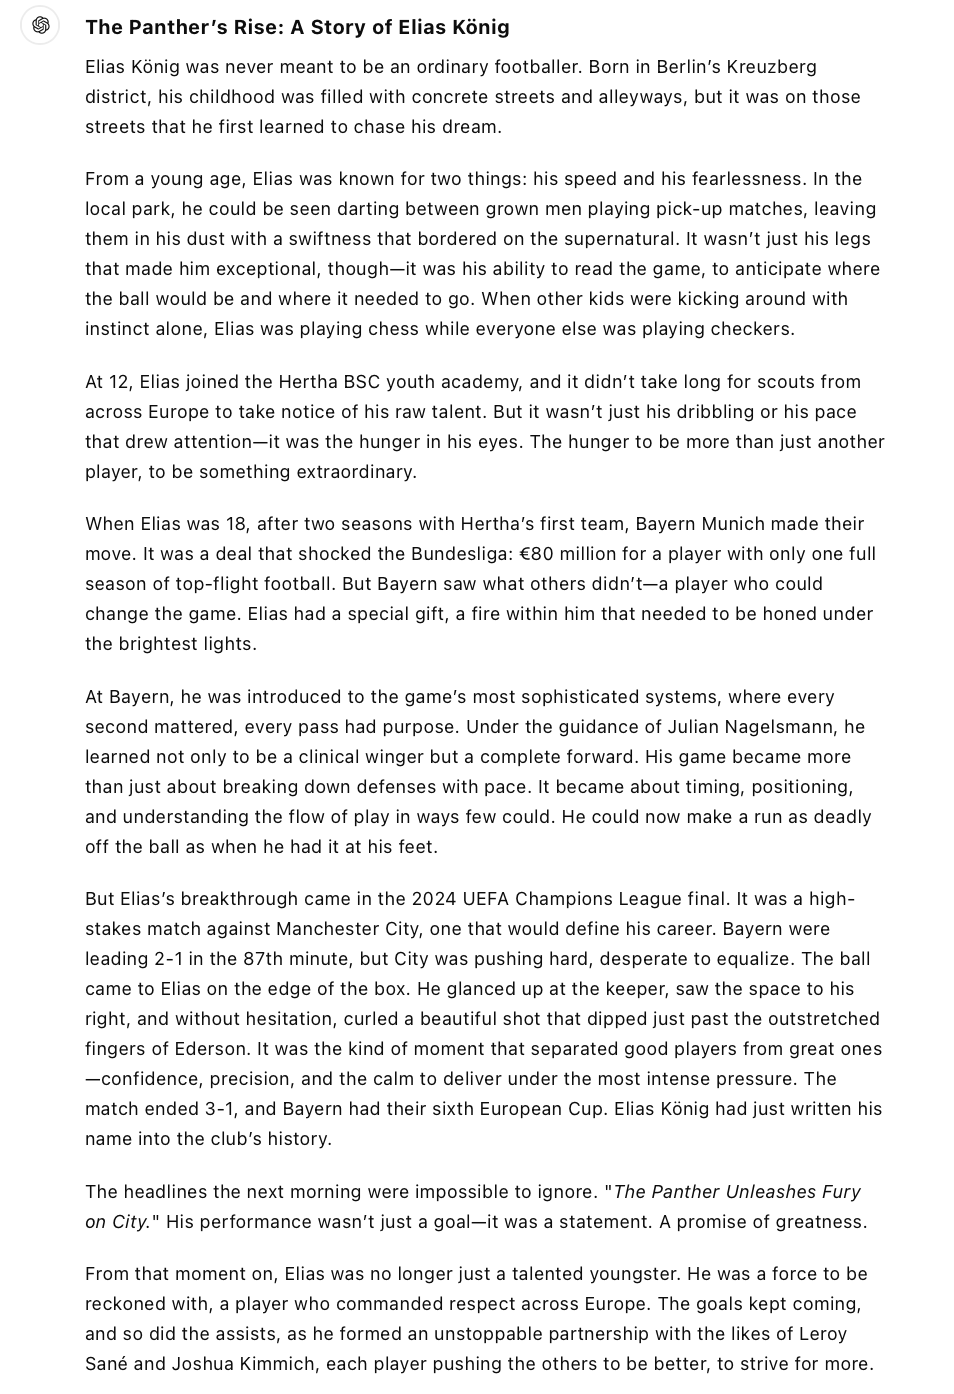 The Panther’s Rise: A Story of Elias König
Elias König was never meant to be an ordinary footballer. Born in Berlin’s Kreuzberg
district, his childhood was filled with concrete streets and alleyways, but it was on those
streets that he first learned to chase his dream.
From a young age, Elias was known for two things: his speed and his fearlessness. In the
local park, he could be seen darting between grown men playing pick-up matches, leaving
them in his dust with a swiftness that bordered on the supernatural. It wasn’t just his legs
that made him exceptional, though—it was his ability to read the game, to anticipate where
the ball would be and where it needed to go. When other kids were kicking around with
instinct alone, Elias was playing chess while everyone else was playing checkers.
At 12, Elias joined the Hertha BSC youth academy, and it didn’t take long for scouts from
across Europe to take notice of his raw talent. But it wasn’t just his dribbling or his pace
that drew attention—it was the hunger in his eyes. The hunger to be more than just another
player, to be something extraordinary.
When Elias was 18, after two seasons with Hertha’s first team, Bayern Munich made their
move. It was a deal that shocked the Bundesliga: €80 million for a player with only one full
season of top-flight football. But Bayern saw what others didn’t—a player who could
change the game. Elias had a special gift, a fire within him that needed to be honed under
the brightest lights.
At Bayern, he was introduced to the game’s most sophisticated systems, where every
second mattered, every pass had purpose. Under the guidance of Julian Nagelsmann, he
learned not only to be a clinical winger but a complete forward. His game became more
than just about breaking down defenses with pace. It became about timing, positioning,
and understanding the flow of play in ways few could. He could now make a run as deadly
off the ball as when he had it at his feet.
But Elias’s breakthrough came in the 2024 UEFA Champions League final. It was a high-
stakes match against Manchester City, one that would define his career. Bayern were
leading 2-1 in the 87th minute, but City was pushing hard, desperate to equalize. The ball
came to Elias on the edge of the box. He glanced up at the keeper, saw the space to his
right, and without hesitation, curled a beautiful shot that dipped just past the outstretched
fingers of Ederson. It was the kind of moment that separated good players from great ones
—confidence, precision, and the calm to deliver under the most intense pressure. The
match ended 3-1, and Bayern had their sixth European Cup. Elias König had just written his
name into the club’s history.
The headlines the next morning were impossible to ignore. "The Panther Unleashes Fury
on City." His performance wasn’t just a goal—it was a statement. A promise of greatness.
From that moment on, Elias was no longer just a talented youngster. He was a force to be
reckoned with, a player who commanded respect across Europe. The goals kept coming,
and so did the assists, as he formed an unstoppable partnership with the likes of Leroy
Sané and Joshua Kimmich, each player pushing the others to be better, to strive for more.